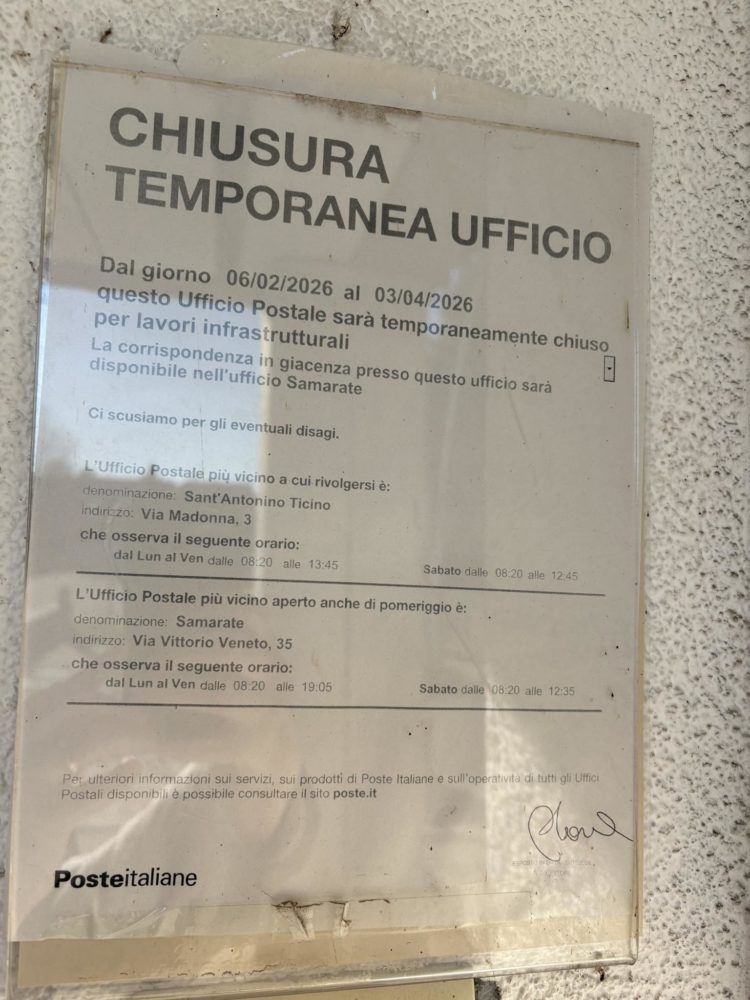 CHIUSURA
TEMPORANEA UFFICIO
Dal giorno 06/02/2026 al 03/04/2026
questo Ufficio Postale sarà temporaneamente chiuso
per lavori infrastrutturali
La corrispondenza in giacenza presso questo ufficio sarà
disponibile nell'ufficio Samarate
Ci scusiamo per gli eventuali disagi.
L'Ufficio Postale più vicino a cui rivolgersi è:
denominazione: Sant'Antonino Ticino
indirizzo: Via Madonna, 3
che osserva il seguente orario:
dal Lun al Ven dalle 08:20 alle 13:45 Sabato dalle 08:20 alle 12:45
L'Ufficio Postale più vicino aperto anche di pomeriggio è:
denominazione: Samarate
indirizzo: Via Vittorio Veneto, 35
che osserva il seguente orario:
dal Lun al Ven dalle 08:20 alle 19:05 Sabato dalle 08:20 alle 12:35
Per ulteriori informazioni sui servizi, sui prodotti di Poste Italiane e sull'operatività di tutti gli Uffici
Postali disponibili è possibile consultare il sito poste.it
Posteitaliane